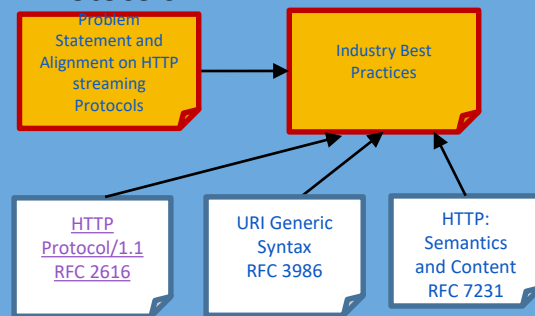 Problem
Statement and
Alignment on HTTP
streaming
Protocols
Industry Best
Practices
HTTP
Protocol/1.1
RFC 2616
URI Generic
Syntax
RFC 3986
HTTP:
Semantics
and Content
RFC 7231